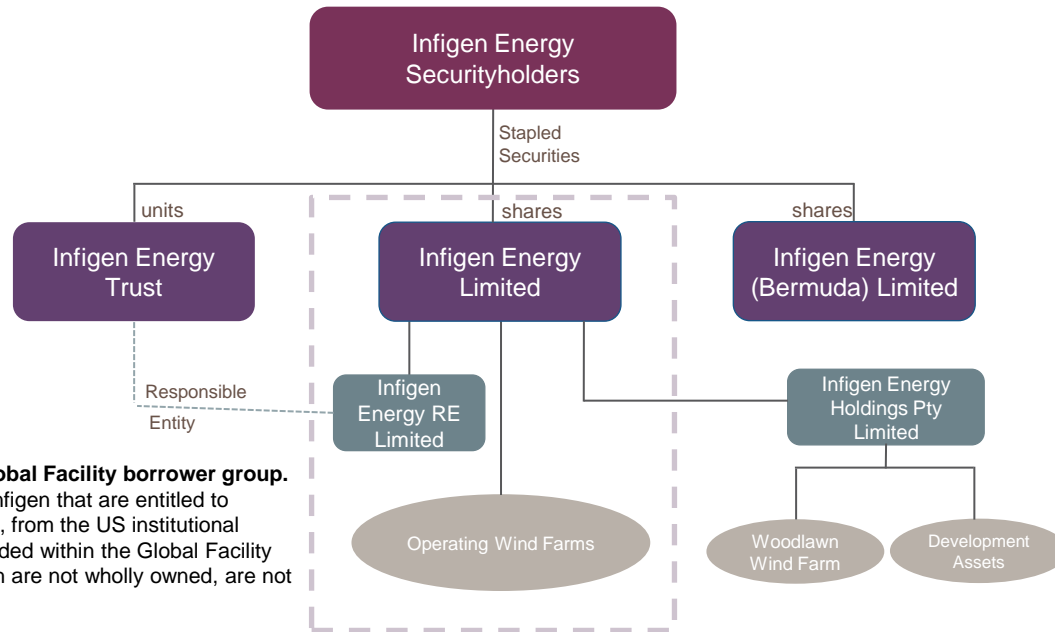 Infigen Energy
Securityholders
Stapled
Securities
units
shares
shares
Infigen Energy
Trust
Infigen Energy
Limited
Infigen Energy
(Bermuda) Limited
Responsible
Entity
Infigen
Energy RE
Limited
Infigen Energy
Holdings Pty
Limited
obal Facility borrower group.
nfigen that are entitled to
, from the US institutional
ded within the Global Facility
n are not wholly owned, are not
Operating Wind Farms
Woodlawn
Wind Farm
Development
Assets